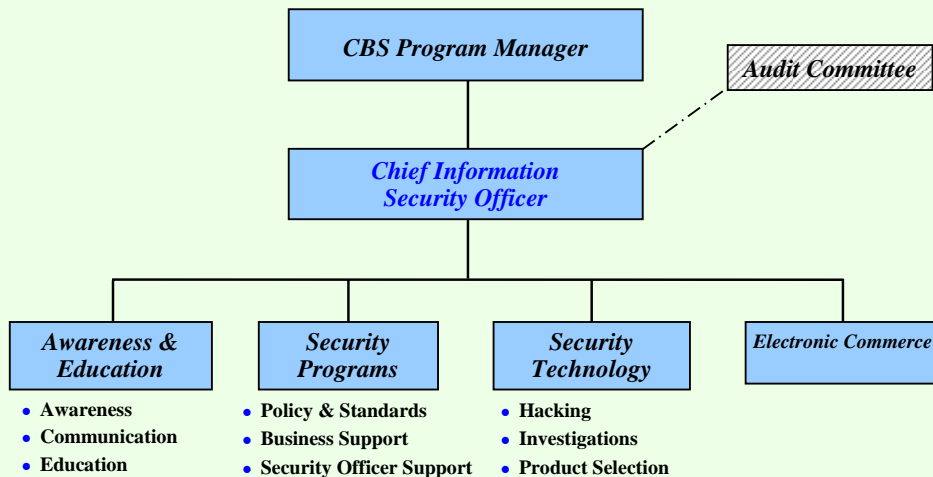 CBS Program Manager
Audit Committee
Chief Information
Security Officer
Awareness &
Education
Security
Programs
Security
Technology
Electronic Commerce
• Awareness
• Communication
• Education
• Policy & Standards
• Business Support
• Security Officer Support
• Hacking
• Investigations
• Product Selection